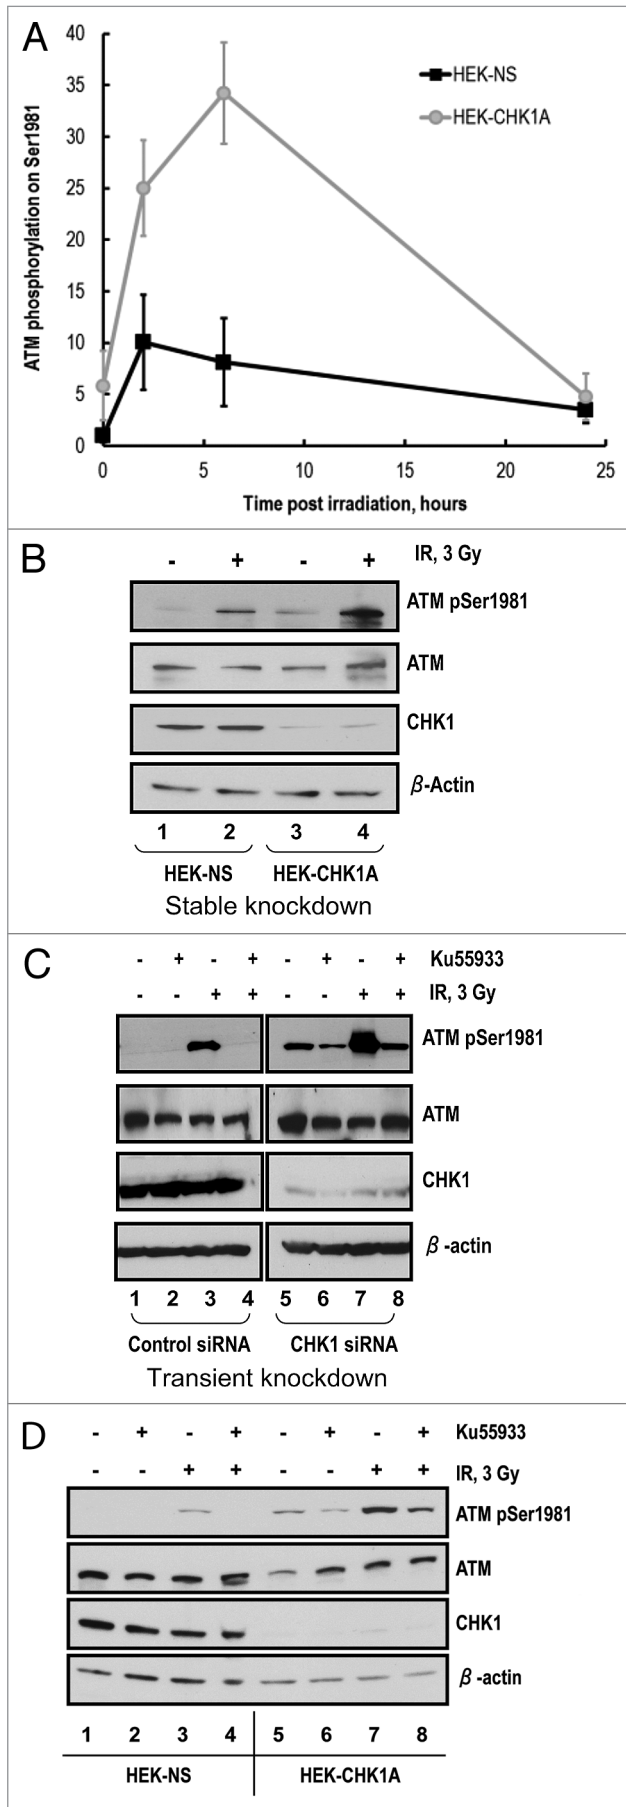 A
40
35
30
25
20
15
10
5
0
ATM phosphorylation on Ser1981
HEK-NS
HEK-CHK1A
0 5 10 15 20 25
Time post irradiation, hours
B
- + - + IR, 3 Gy
ATM pSer1981
ATM
CHK1
β-Actin
1 2 3 4
HEK-NS HEK-CHK1A
Stable knockdown
C
- + - + - + - + Ku55933
- - + + - - + + IR, 3 Gy
ATM pSer1981
ATM
CHK1
β-actin
1 2 3 4 5 6 7 8
Control siRNA CHK1 siRNA
Transient knockdown
D
- + - + - + - + Ku55933
- - + + - - + + IR, 3 Gy
ATM pSer1981
ATM
CHK1
β-actin
1 2 3 4 5 6 7 8
HEK-NS HEK-CHK1A